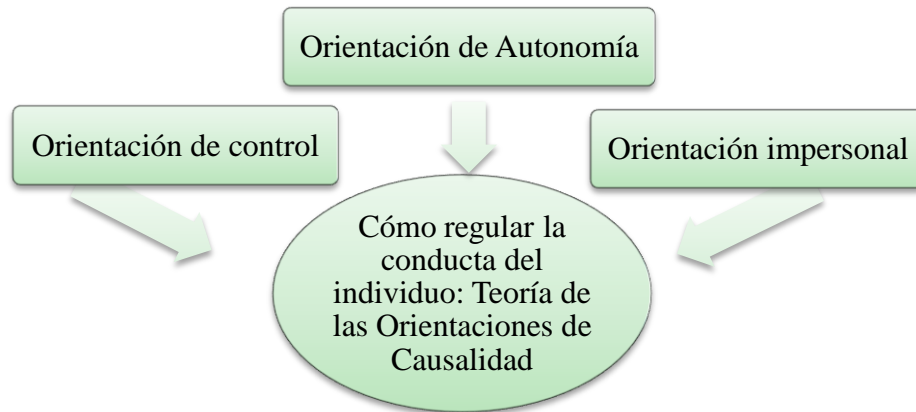 Orientación de Autonomía
Orientación de control
Orientación impersonal
Cómo regular la
conducta del
individuo: Teoría de
las Orientaciones de
Causalidad